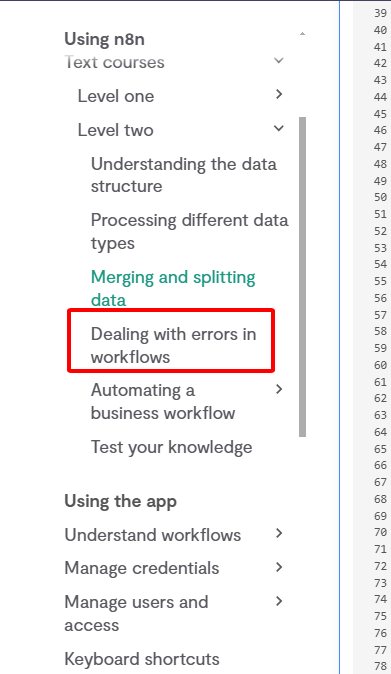 Using n8n
Text courses
Level one
Level two
Understanding the data
structure
Processing different data
types
Merging and splitting
data
Dealing with errors in
workflows
Automating a
business workflow
Test your knowledge
Using the app
Understand workflows
Manage credentials
Manage users and
access
Keyboard shortcuts
39
40
41
42
43
44
45
46
47
48
49
50
51
52
53
54
55
56
57
58
59
60
61
62
63
64
65
66
67
68
69
70
71
72
73
74
75
76
77
78